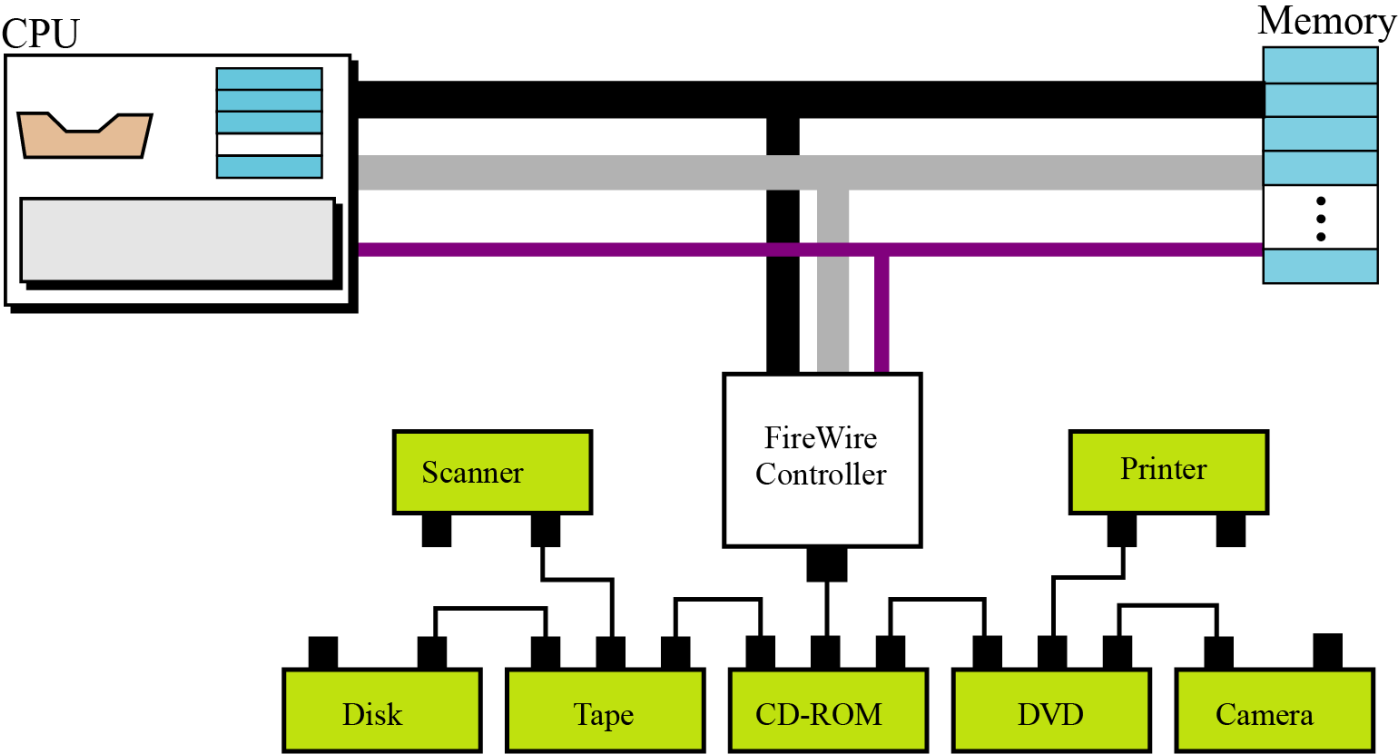 CPU
Memory
FireWire
Controller
Scanner
Printer
Disk
Tape
CD-ROM
DVD
Camera